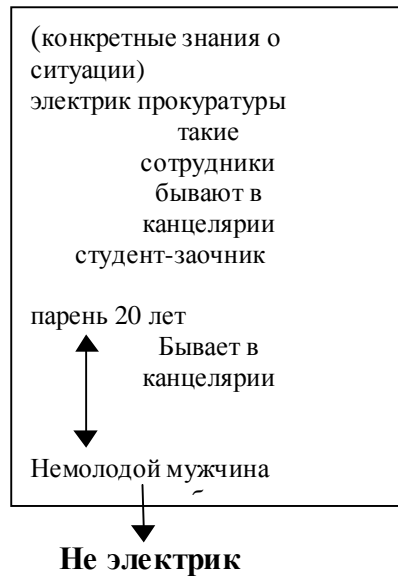 (конкретные знания о
ситуации)
электрик прокуратуры
такие
сотрудники
бывают в
канцелярии
студент-заочник
парень 20 лет
Бывает в
канцелярии
Немолодой мужчина
Не электрик